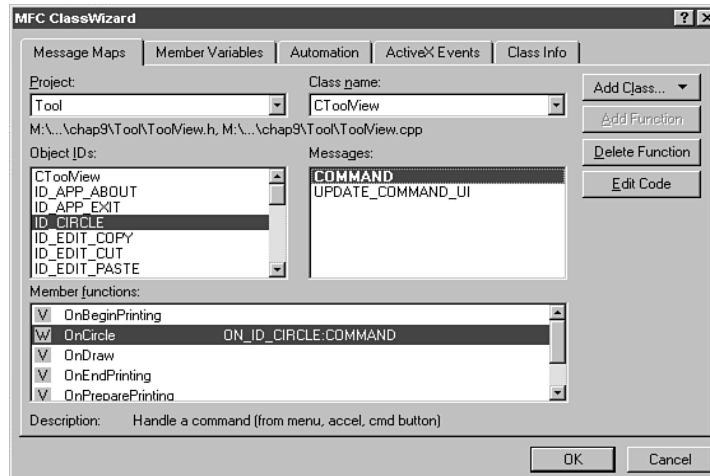 MFC ClassWizard
Message Maps
Member Variables
Automation
ActiveX Events
Class Info
Project:
Class name:
Tool
CToolView
Add Class...
M:\...\chap9\Tool\ToolView.h, M:\...\chap9\Tool\ToolView.cpp
Add Function
Object IDs:
Messages:
Delete Function
CToolView
ID_APP_ABOUT
ID_APP_EXIT
ID_CIRCLE
ID_EDIT_COPY
ID_EDIT_CUT
ID_EDIT_PASTE
COMMAND
UPDATE_COMMAND_UI
Edit Code
Member functions:
V OnBeginPrinting
W OnCircle ON_ID_CIRCLE:COMMAND
V OnDraw
V OnEndPrinting
V OnPreparePrinting
Description: Handle a command (from menu, accel, cmd button)
OK
Cancel